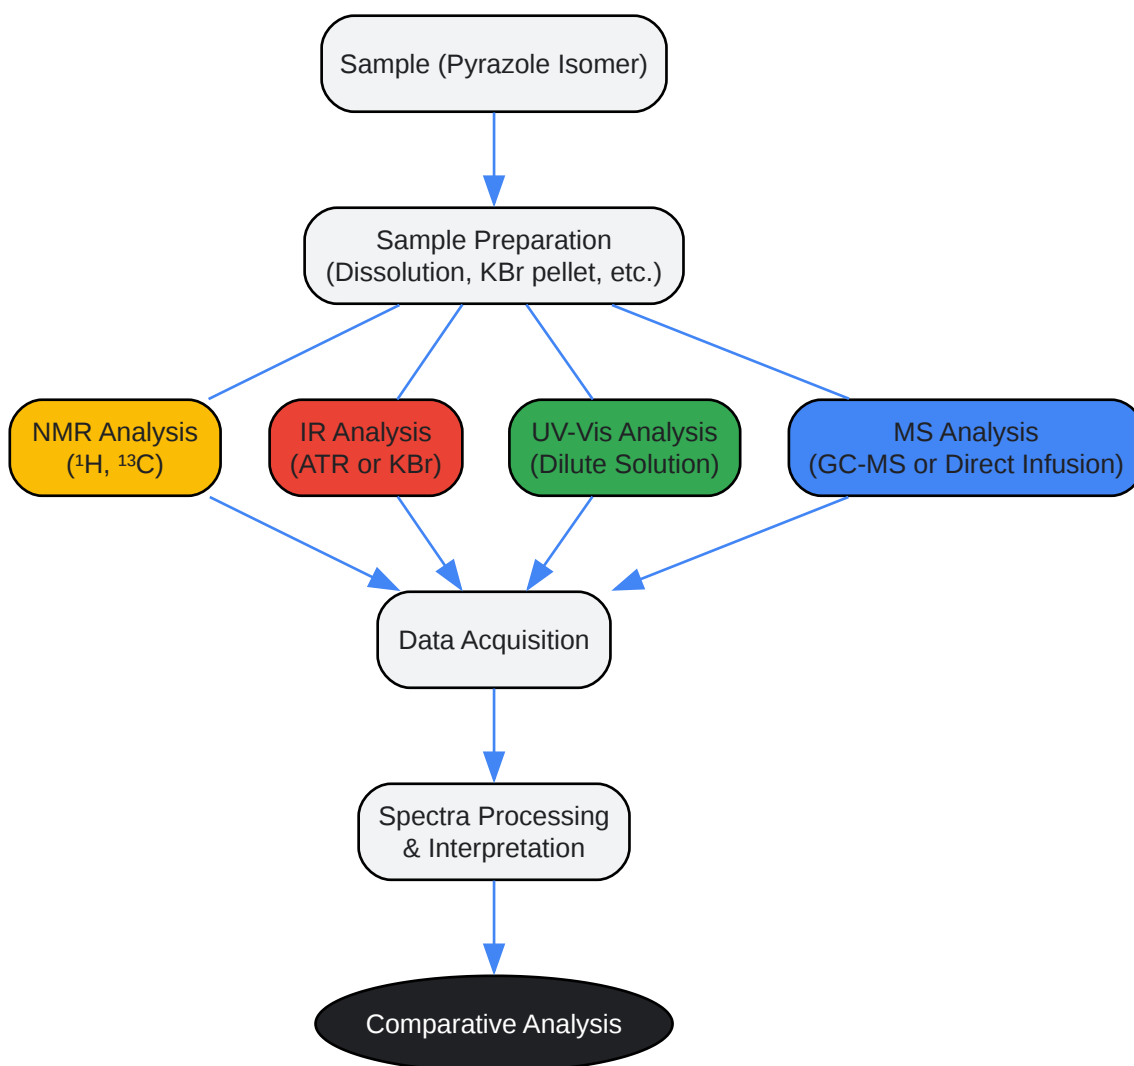 Sample (Pyrazole Isomer)
Sample Preparation
(Dissolution, KBr pellet, etc.)
NMR Analysis
(¹H, ¹³C)
IR Analysis
(ATR or KBr)
UV-Vis Analysis
(Dilute Solution)
MS Analysis
(GC-MS or Direct Infusion)
Data Acquisition
Spectra Processing
& Interpretation
Comparative Analysis